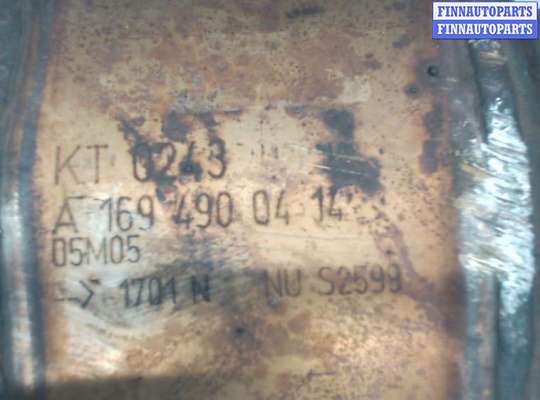 FINNAUTOPARTS
FINNAUTOPARTS
KT 0243
A 169 490 04 14
05M05
-> 1701 N NU S2599